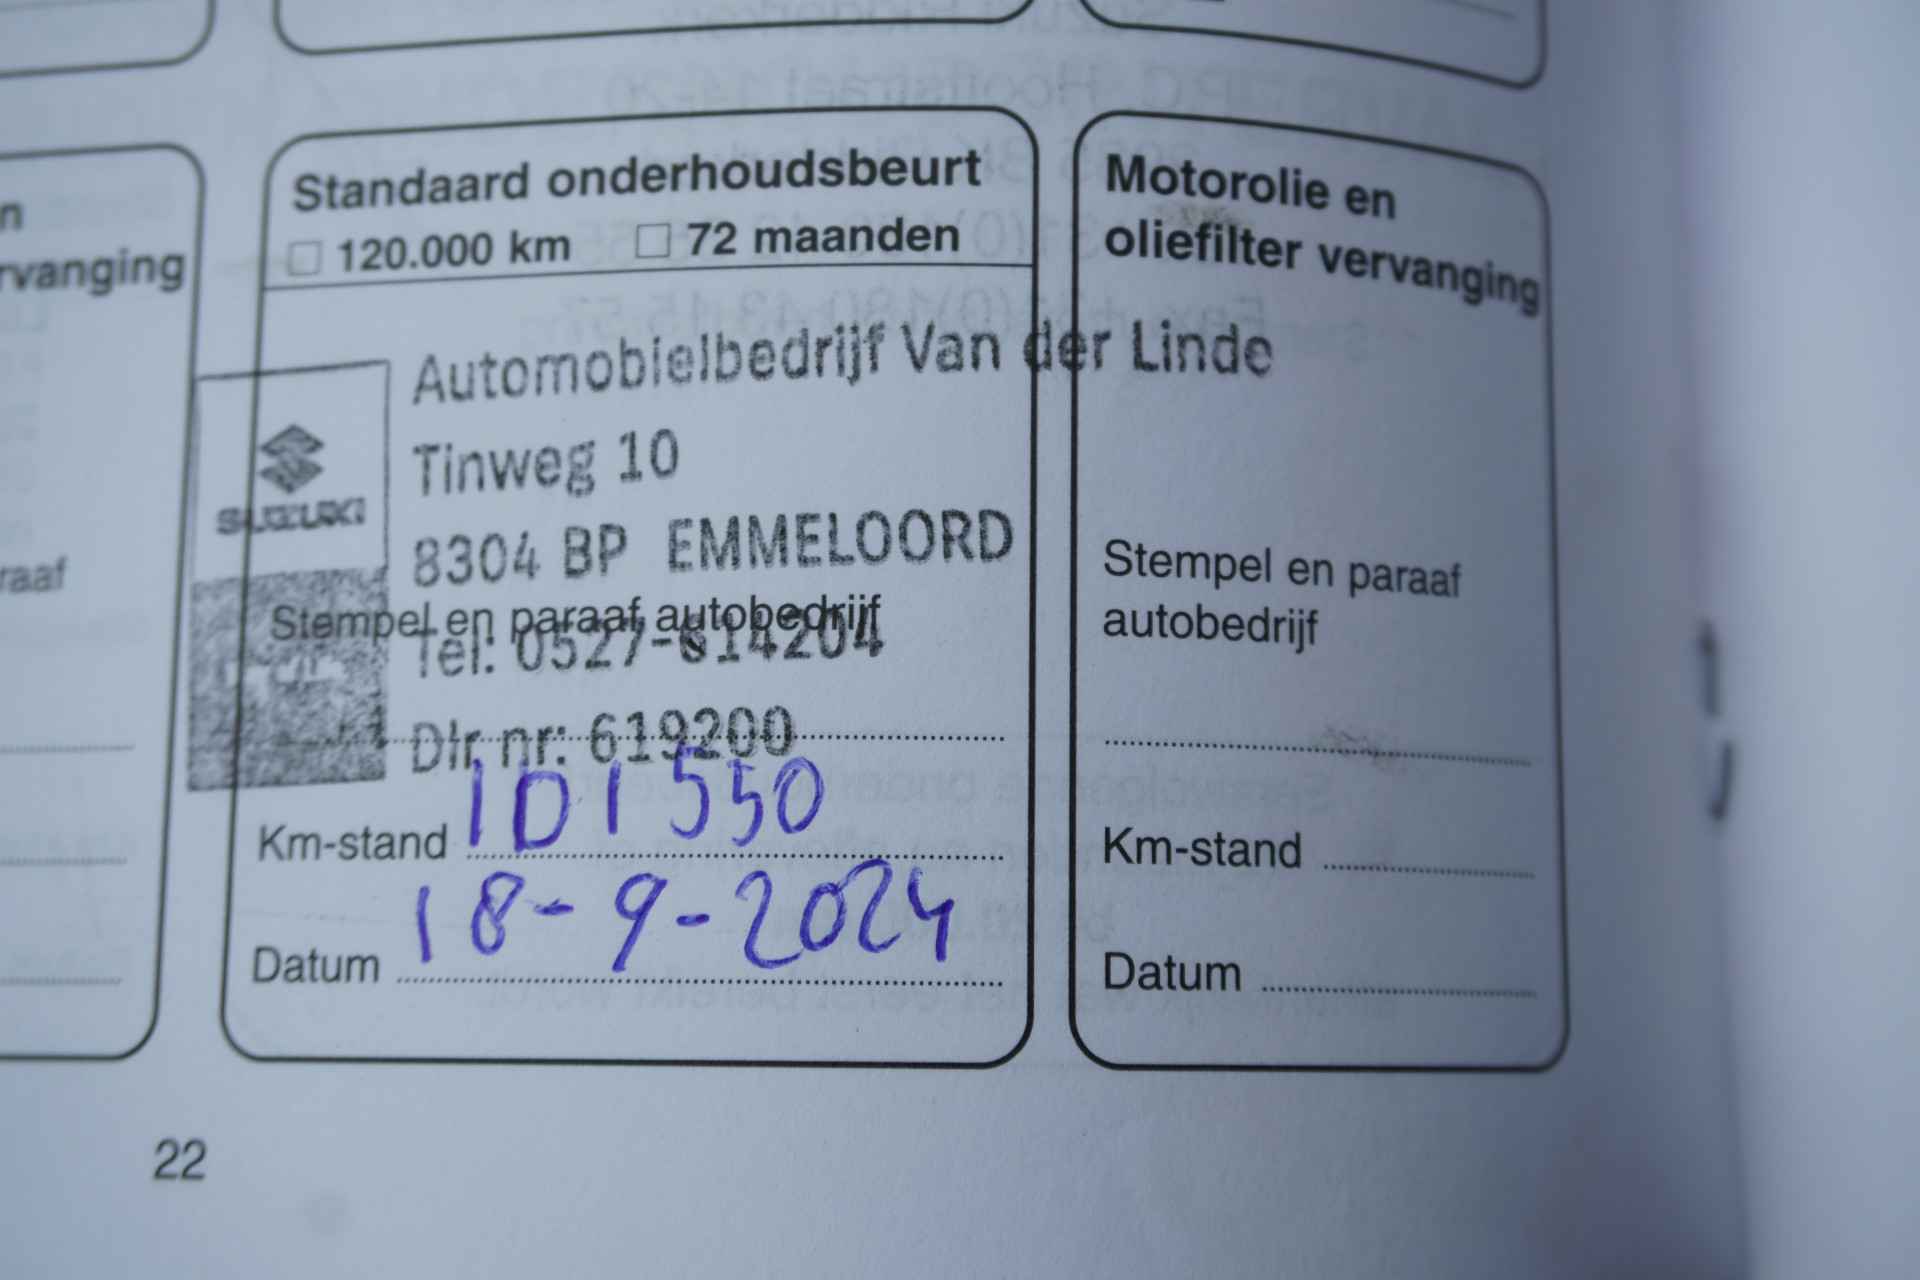 n
rvanging
raaf
Standaard onderhoudsbeurt
120.000 km 72 maanden
Automobielbedrijf Van der Linde
Tinweg 10
8304 BP EMMELOORD
SUZUKI
Stempel en paraaf autobedrijf
Tel: 0527-614204
Dlr nr: 619200
Km-stand 101550
Datum 18-9-2024
Motorolie en
oliefilter vervanging
Stempel en paraaf
autobedrijf
Km-stand
Datum
22